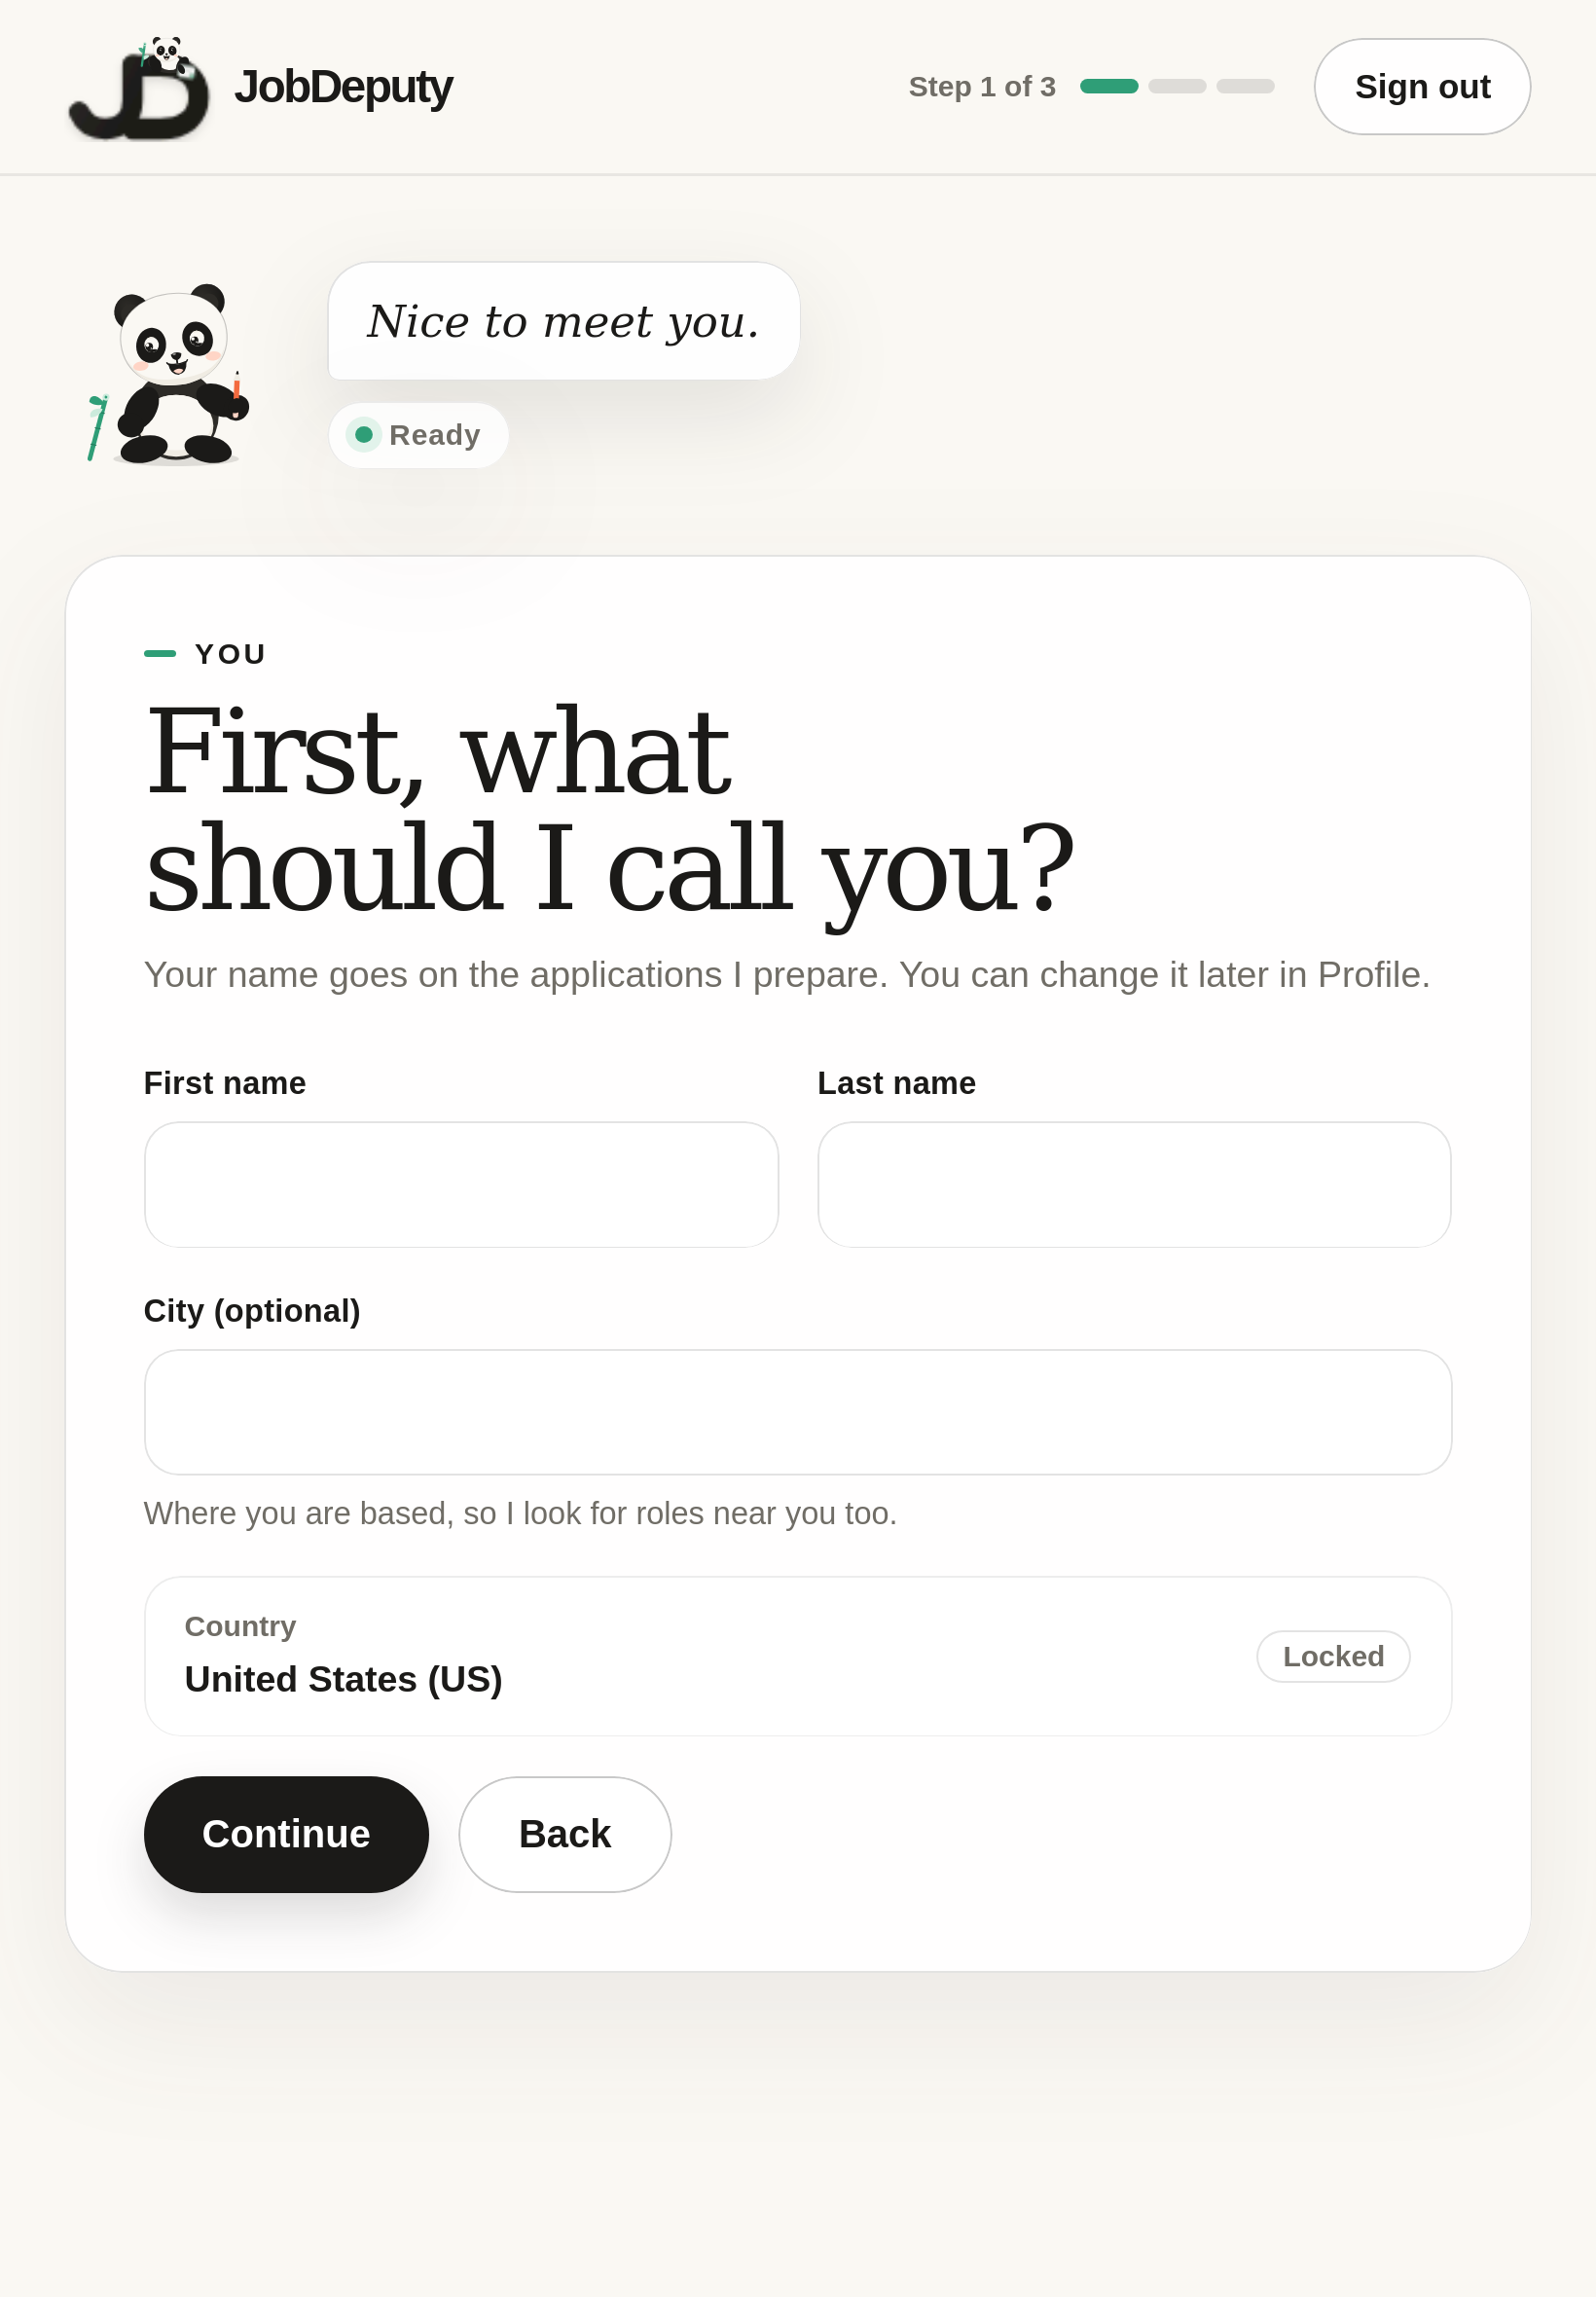 JD JobDeputy
Step 1 of 3
Sign out
Nice to meet you.
Ready
YOU
First, what
should I call you?
Your name goes on the applications I prepare. You can change it later in Profile.
First name
Last name
City (optional)
Where you are based, so I look for roles near you too.
Country
United States (US)
Locked
Continue
Back